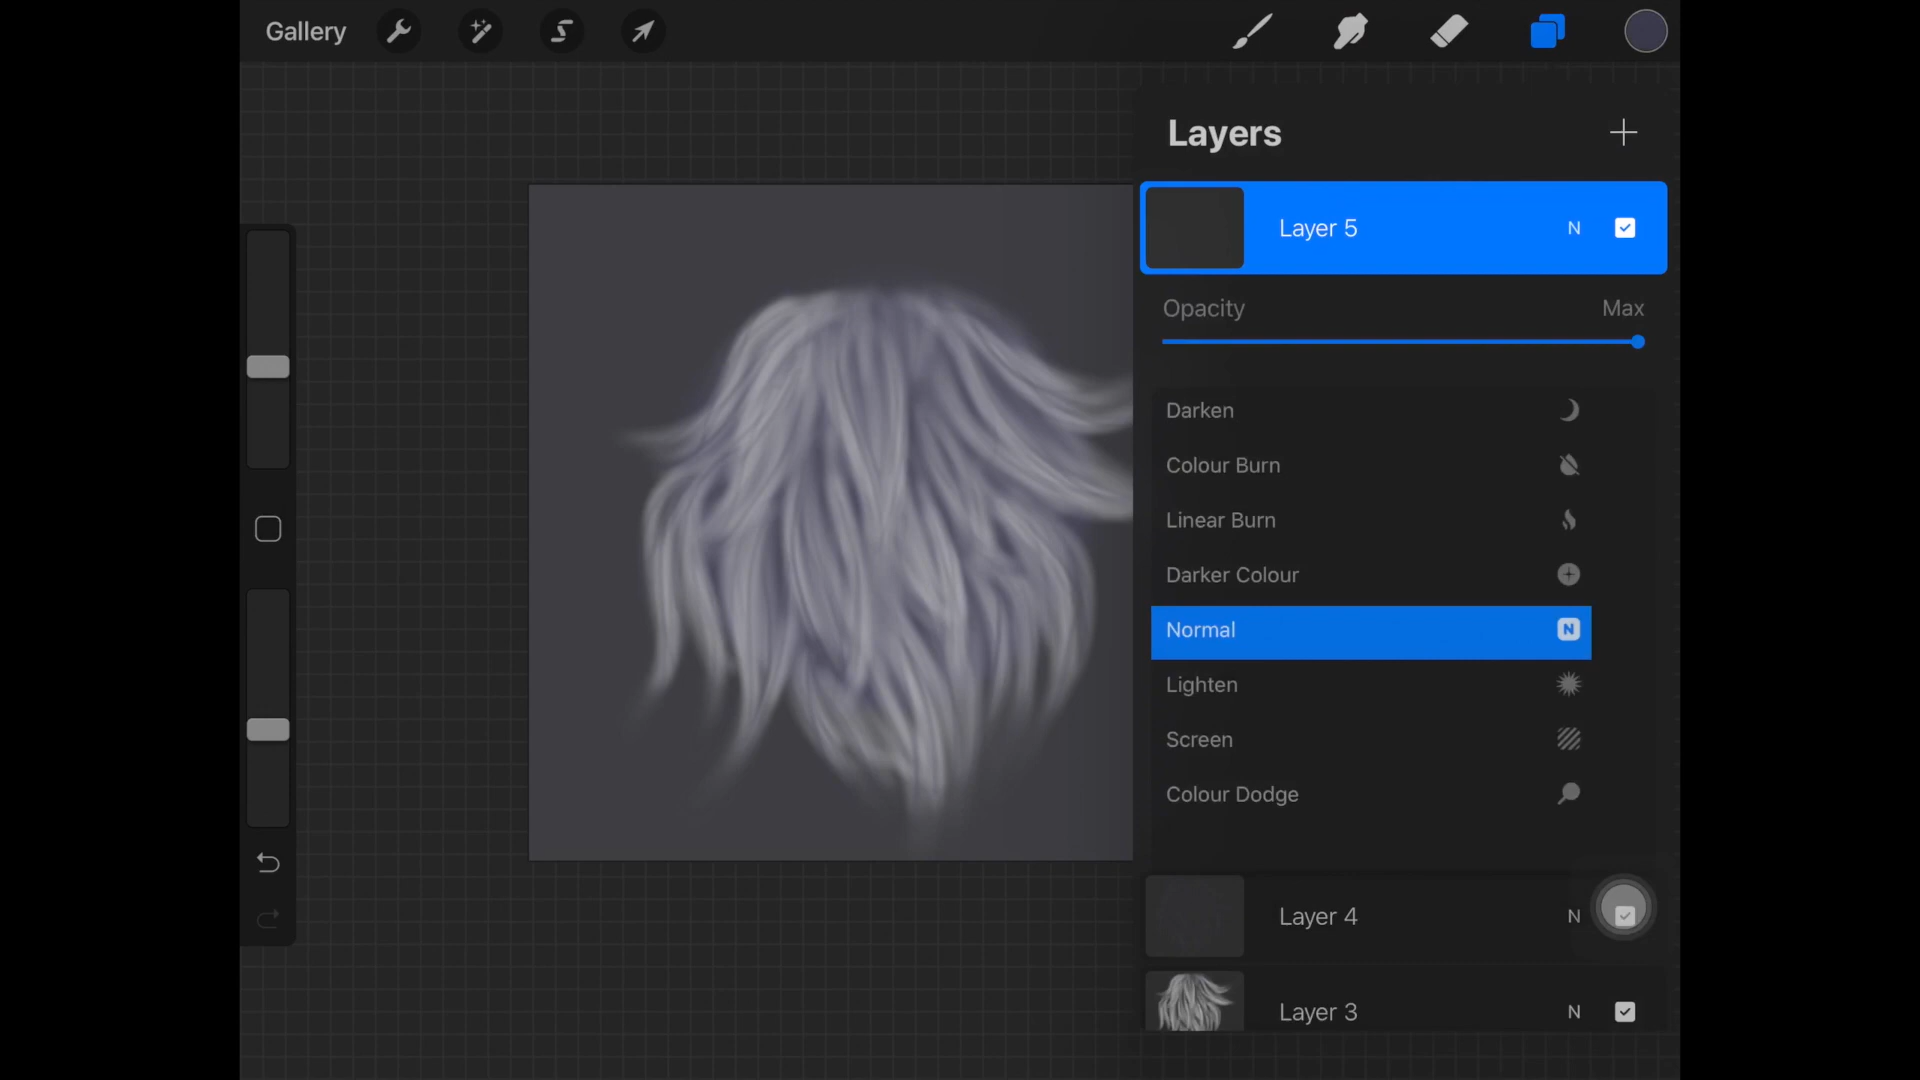 Gallery
Layers
Layer 5 N
Opacity Max
Darken
Colour Burn
Linear Burn
Darker Colour
Normal N
Lighten
Screen
Colour Dodge
Layer 4 N
Layer 3 N